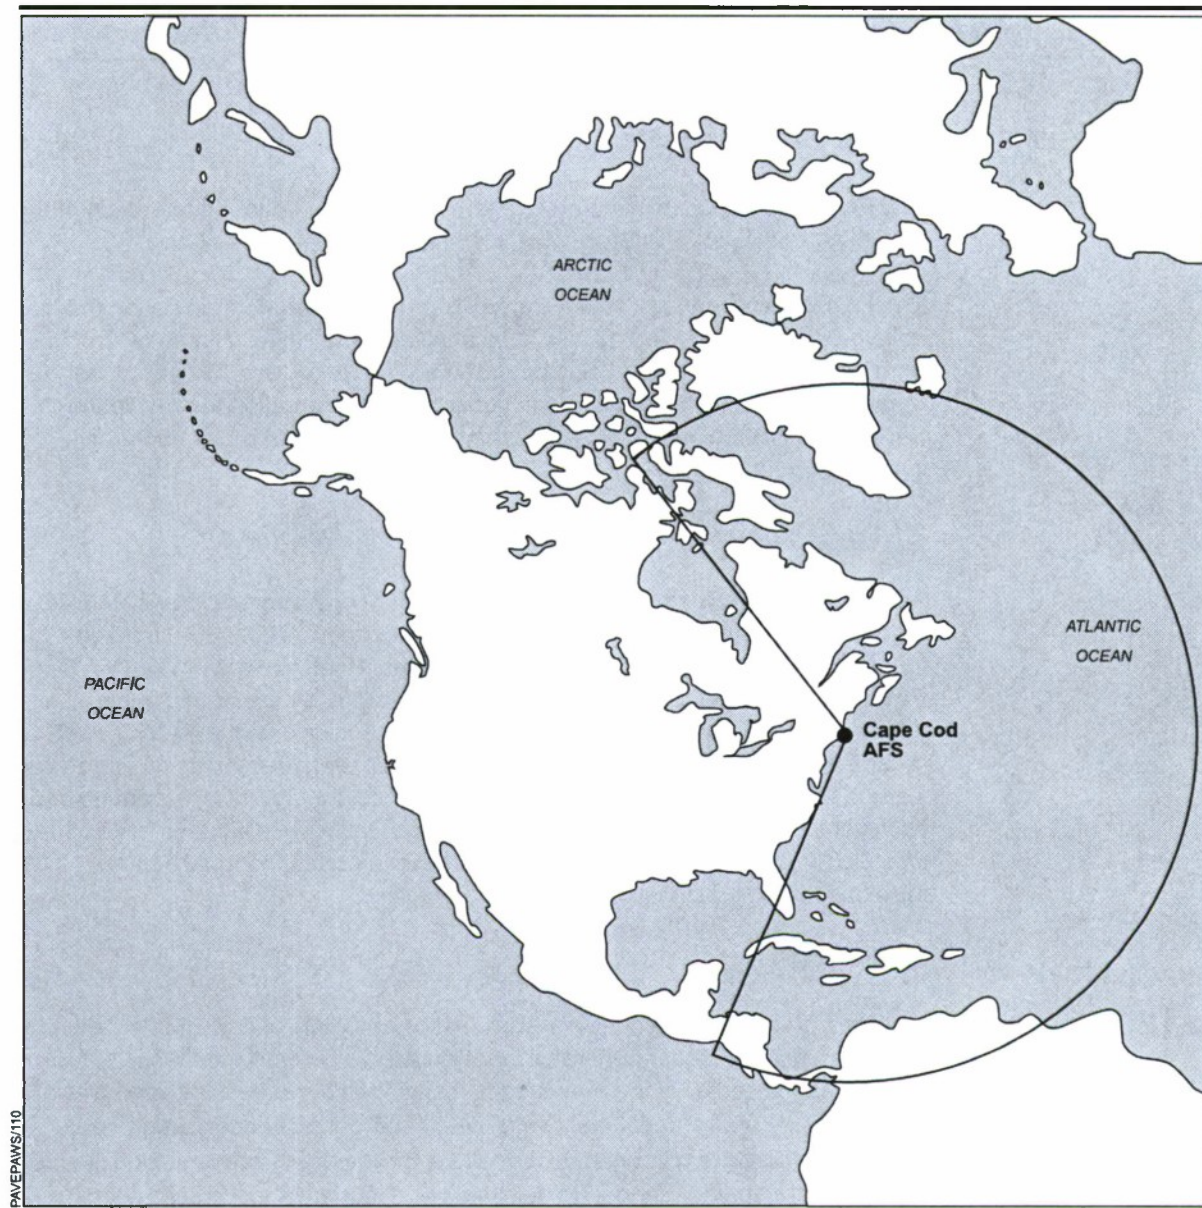 ARCTIC
OCEAN
ATLANTIC
OCEAN
PACIFIC
OCEAN
Cape Cod
AFS
PAVEPAWS/110